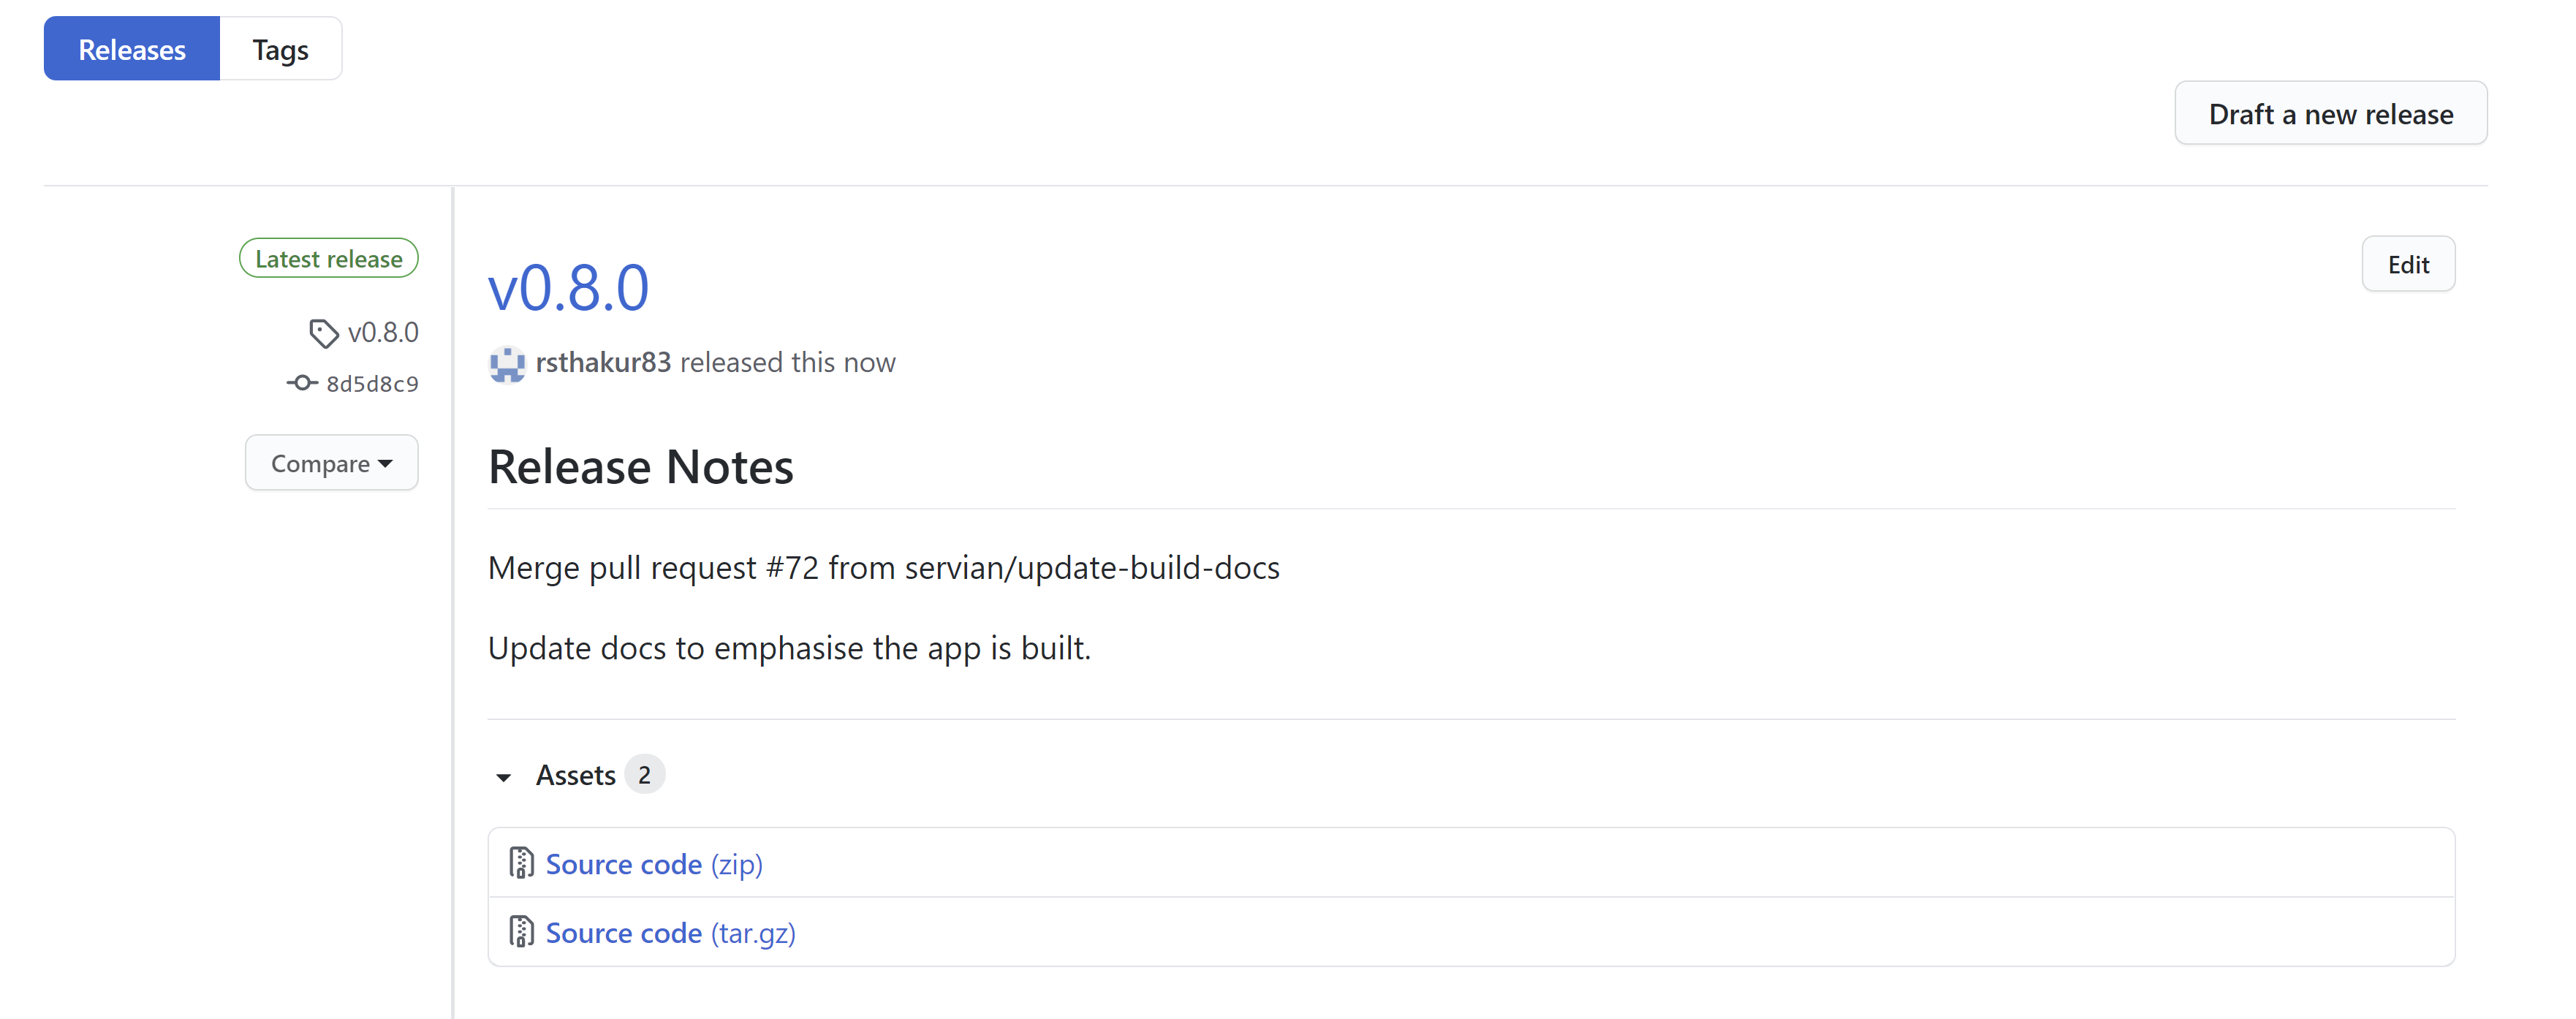 Releases Tags
Draft a new release
Latest release
v0.8.0
8d5d8c9
Compare
v0.8.0
Edit
rsthakur83 released this now
Release Notes
Merge pull request #72 from servian/update-build-docs
Update docs to emphasise the app is built.
Assets 2
Source code (zip)
Source code (tar.gz)